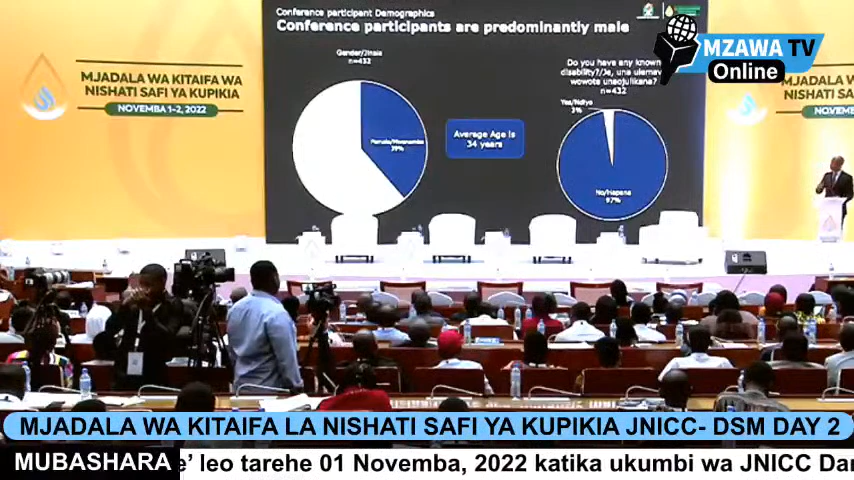 Conference participant Demographics
Conference participants are predominantly male
Gender/Jinsia
n=432
Female/Mwanamke
39%
Average Age is
34 years
Do you have any known
disability?/Je, una ulemavu
wowote unaojulikana?
n=432
Yes/Ndiyo
3%
No/Hapana
97%
MZAWA TV
Online
MJADALA WA KITAIFA WA
NISHATI SAFI YA KUPIKIA
NOVEMBA 1-2, 2022
MJADALA WA KITAIFA LA NISHATI SAFI YA KUPIKIA JNICC- DSM DAY 2
MUBASHARA
e’ leo tarehe 01 Novemba, 2022 katika ukumbi wa JNICC Dar